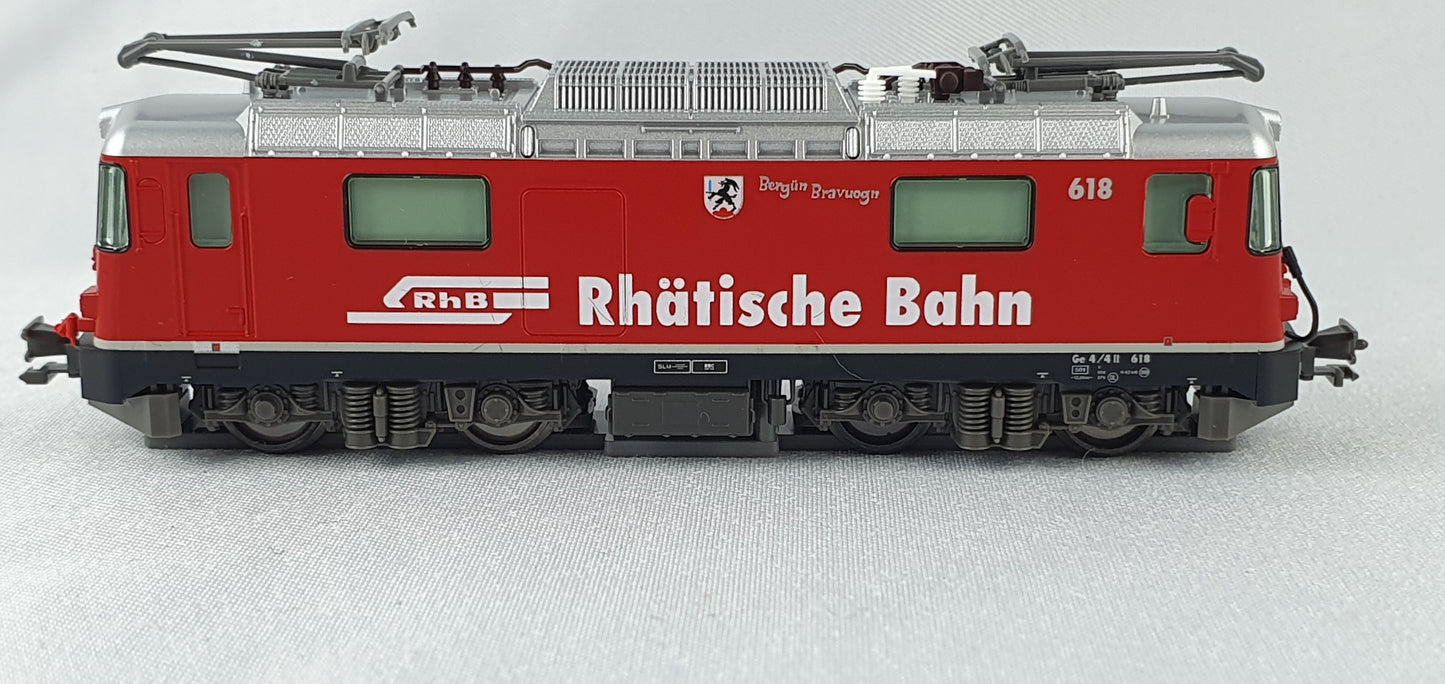 Bergün Bravuogn
618
RhB
Rhätische Bahn
SLM
BBC
Ge 4/4 II 618